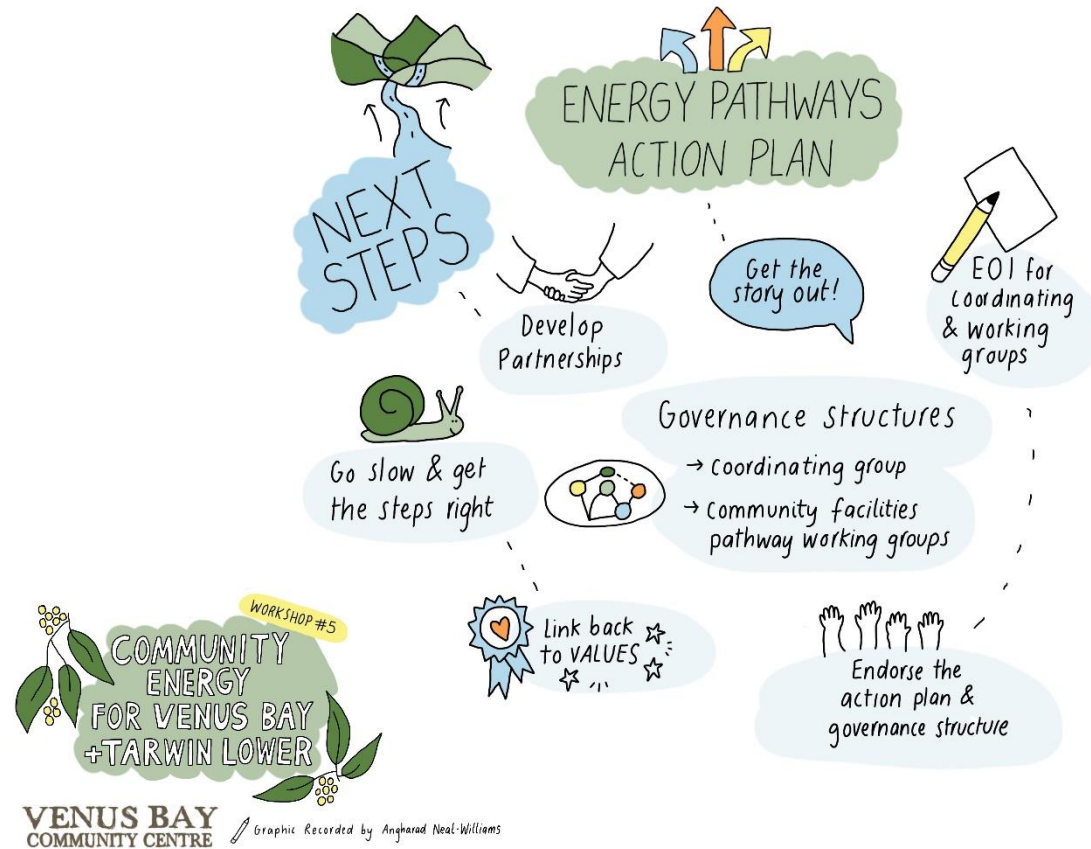 ENERGY PATHWAYS
ACTION PLAN
NEXT
STEPS
Develop
Partnerships
Get the
story out!
EOI for
coordinating
& working
groups
Go slow & get
the steps right
Governance structures
→ coordinating group
→ Community facilities
pathway working groups
Link back
to VALUES
Endorse the
action plan &
governance structure
WORKSHOP #5
COMMUNITY
ENERGY
FOR VENUS BAY
+TARWIN LOWER
VENUS BAY
COMMUNITY CENTRE
Graphic Recorded by Angharad Neal-Williams